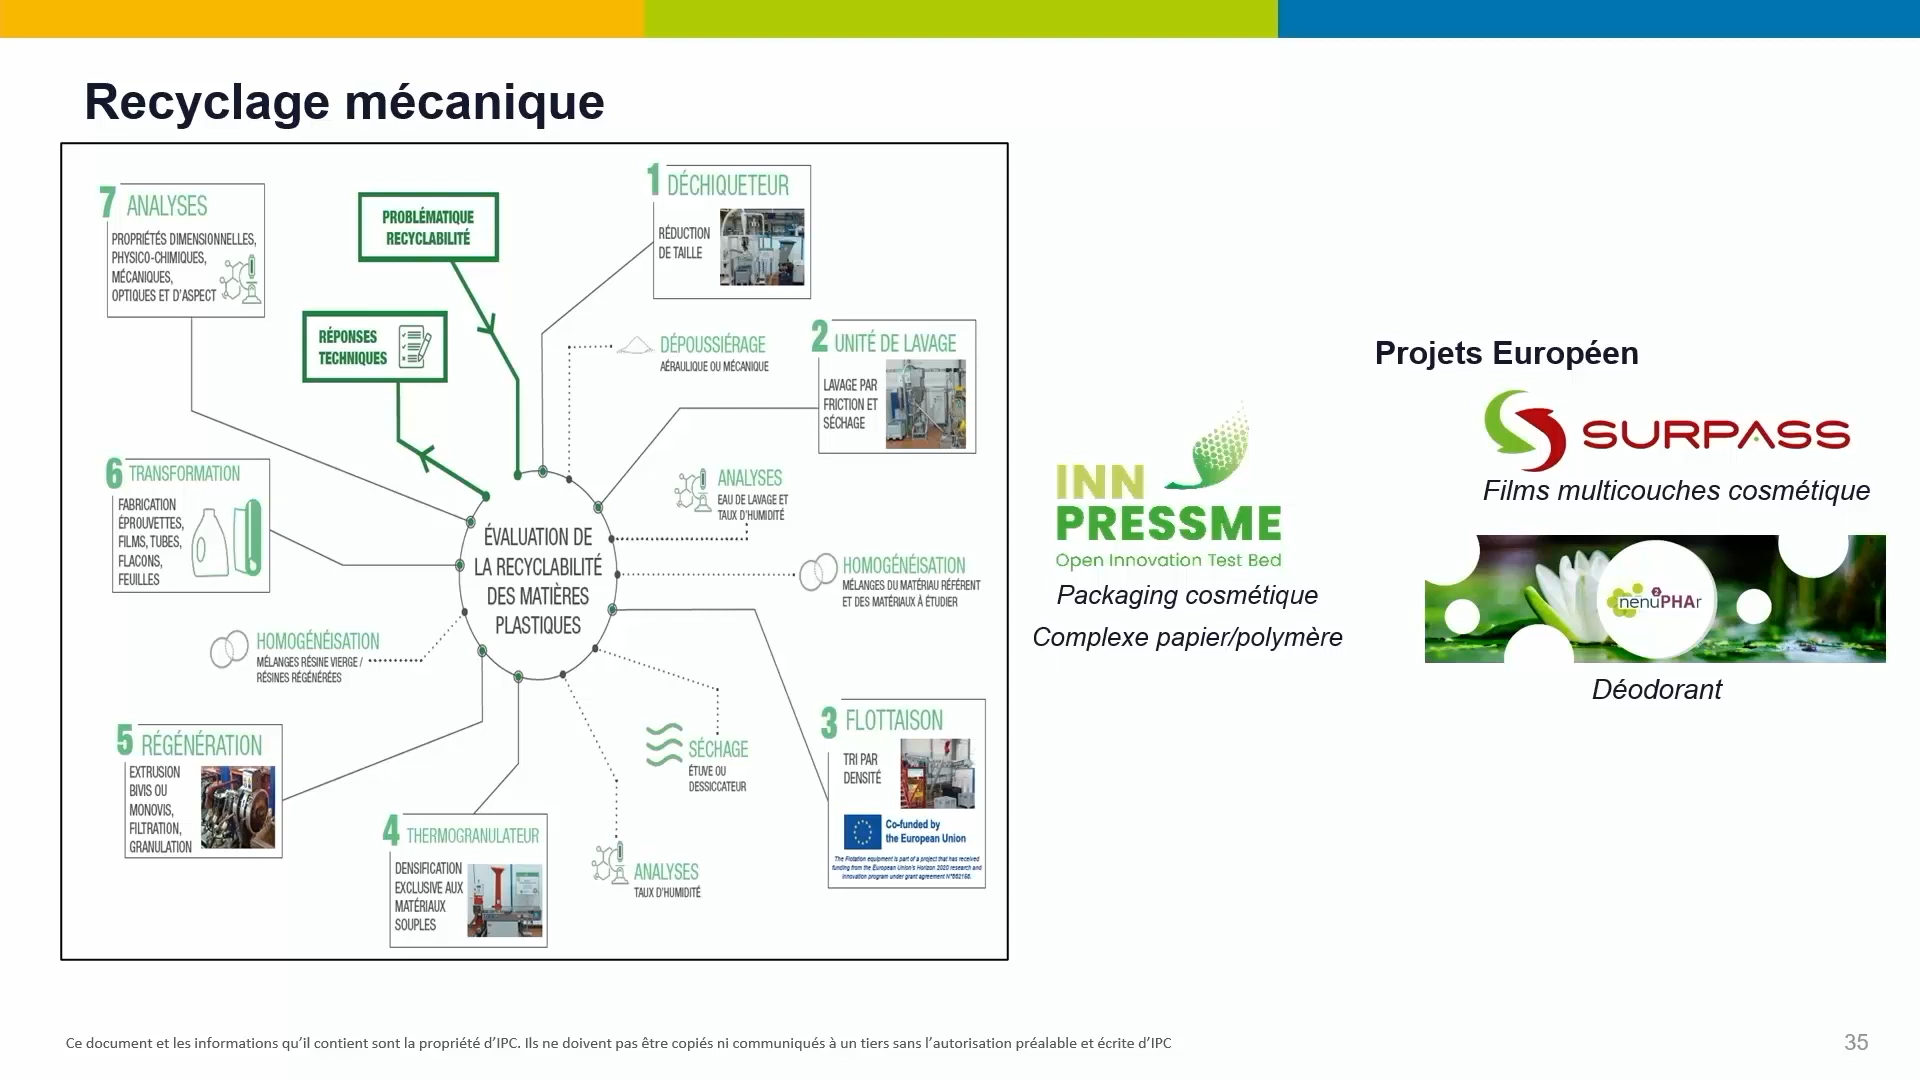 Recyclage mécanique
7 ANALYSES
PROPRIÉTÉS DIMENSIONNELLES,
PHYSICO-CHIMIQUES,
MÉCANIQUES,
OPTIQUES ET D'ASPECT
PROBLÉMATIQUE
RECYCLABILITÉ
RÉPONSES
TECHNIQUES
1 DÉCHIQUETEUR
RÉDUCTION
DE TAILLE
DÉPOUSSIÉRAGE
AÉRAULIQUE OU MÉCANIQUE
2 UNITÉ DE LAVAGE
LAVAGE PAR
FRICTION ET
SÉCHAGE
ANALYSES
EAU DE LAVAGE ET
TAUX D'HUMIDITÉ
HOMOGÉNÉISATION
MÉLANGES DU MATÉRIAU RÉFÉRENT
ET DES MATÉRIAUX À ÉTUDIER
6 TRANSFORMATION
FABRICATION
ÉPROUVETTES,
FILMS, TUBES,
FLACONS,
FEUILLES
ÉVALUATION DE
LA RECYCLABILITÉ
DES MATIÈRES
PLASTIQUES
HOMOGÉNÉISATION
MÉLANGES RÉSINE VIERGE /
RÉSINES RÉGÉNÉRÉES
5 RÉGÉNÉRATION
EXTRUSION
BIVIS OU
MONOVIS,
FILTRATION,
GRANULATION
4 THERMOGRANULATEUR
DENSIFICATION
EXCLUSIVE AUX
MATÉRIAUX
SOUPLES
ANALYSES
TAUX D'HUMIDITÉ
SÉCHAGE
ÉTUVE OU
DESSICCATEUR
3 FLOTTAISON
TRI PAR
DENSITÉ
Co-funded by
the European Union
The Flotation equipment is part of a project that has received
funding from the European Union's Horizon 2020 research and
innovation program under grant agreement
Projets Européen
INN
PRESSME
Open Innovation Test Bed
Packaging cosmétique
Complexe papier/polymère
SURPASS
Films multicouches cosmétique
nenu2PHAr
Déodorant
Ce document et les informations qu'il contient sont la propriété d'IPC. Ils ne doivent pas être copiés ni communiqués à un tiers sans l'autorisation préalable et écrite d'IPC
35